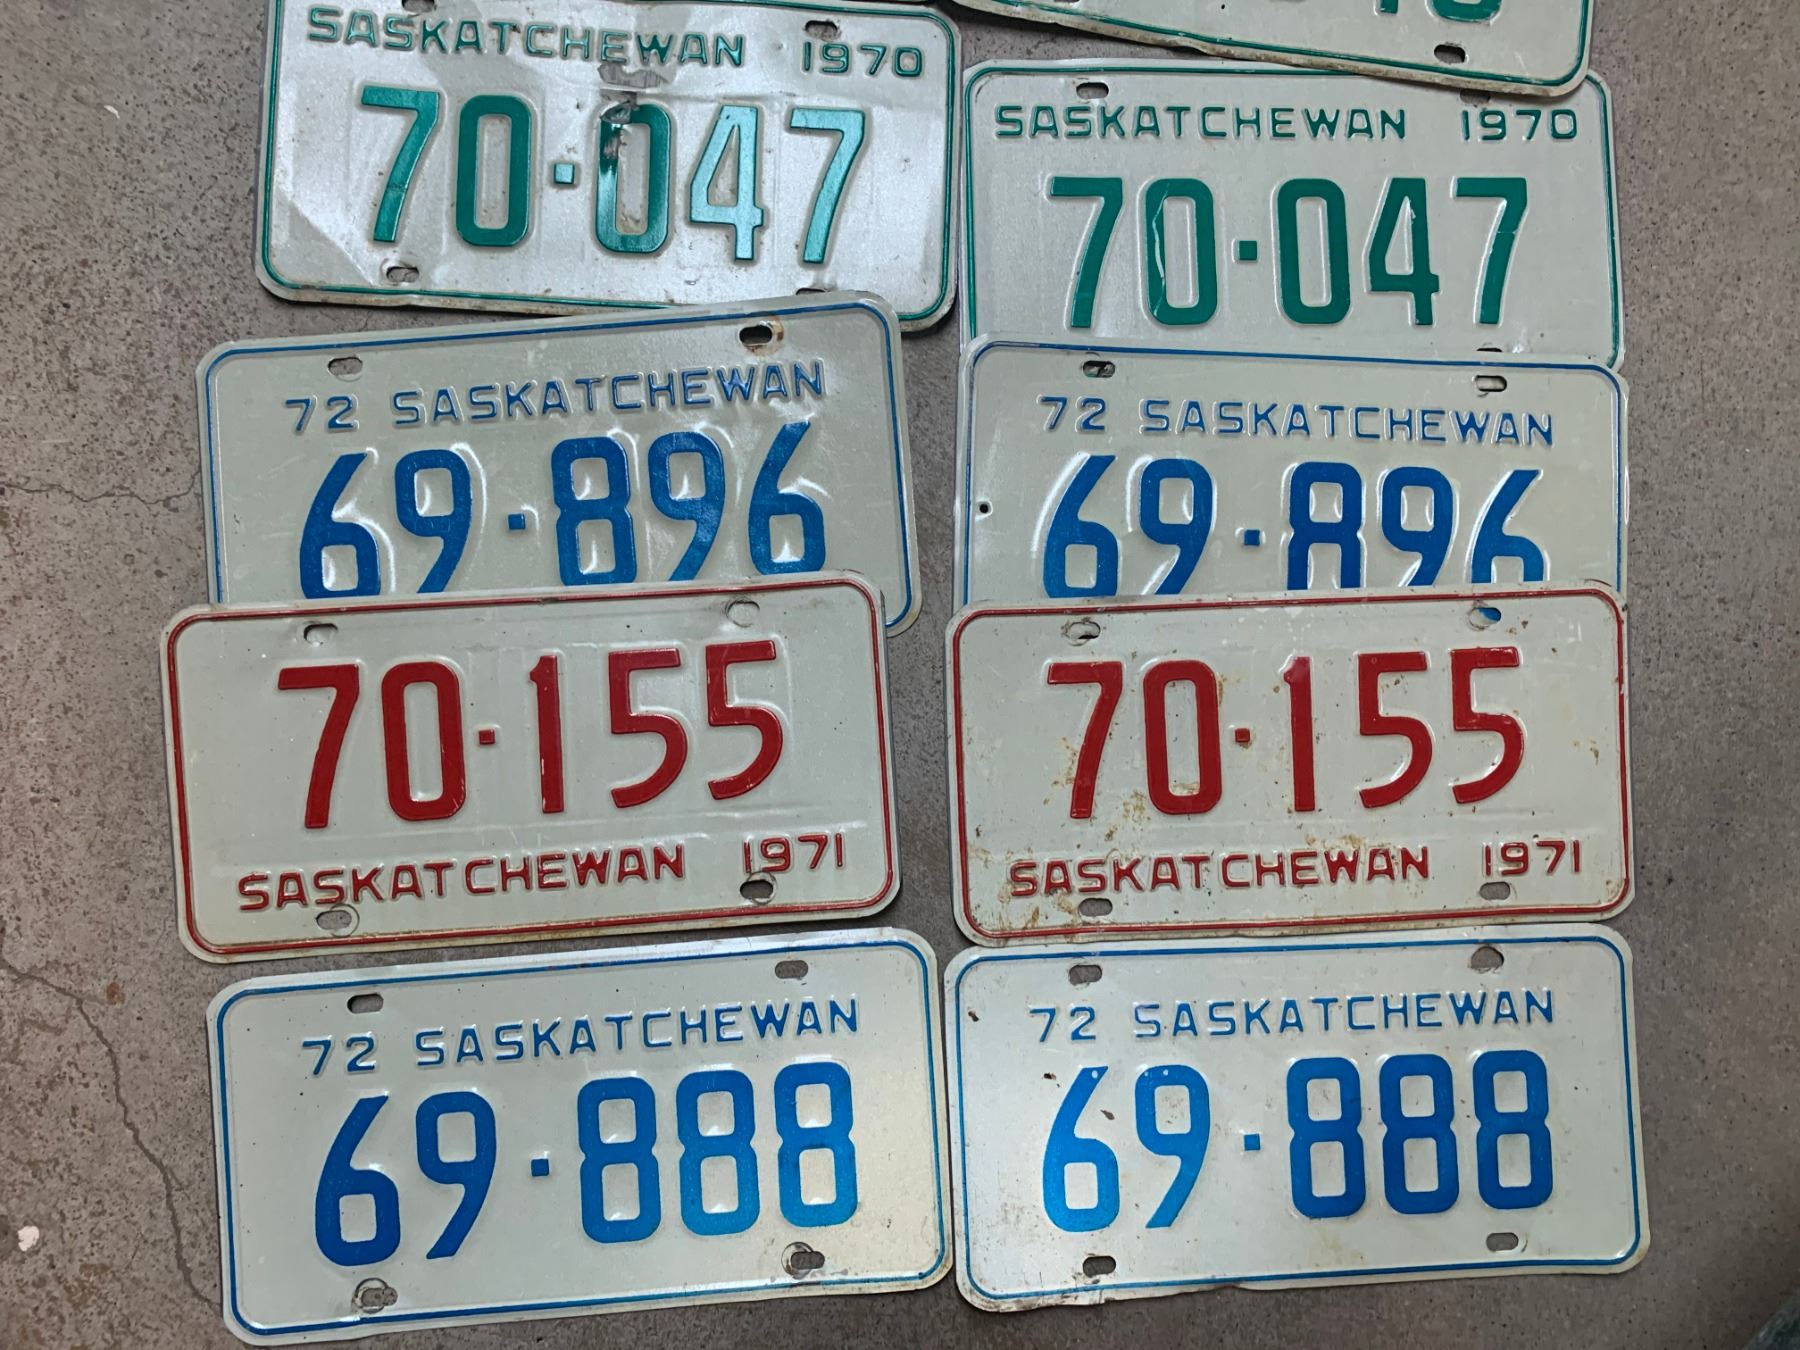 SASKATCHEWAN 1970
70·047
SASKATCHEWAN 1970
70·047
72 SASKATCHEWAN
69·896
72 SASKATCHEWAN
69·896
70·155
SASKATCHEWAN 1971
70·155
SASKATCHEWAN 1971
72 SASKATCHEWAN
69·888
72 SASKATCHEWAN
69·888